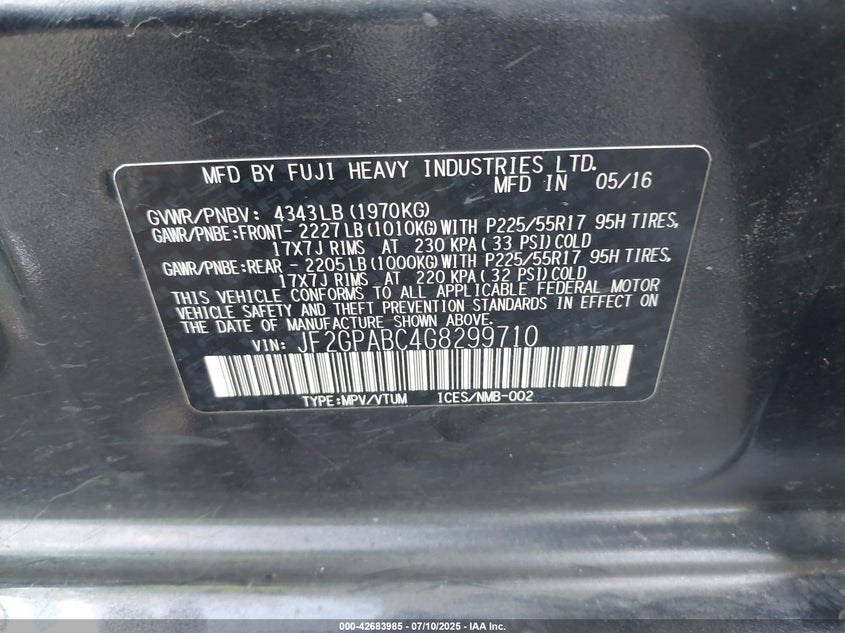 MFD BY FUJI HEAVY INDUSTRIES LTD.
MFD IN 05/16
GVWR/PNBV: 4343LB(1970KG)
GAWR/PNBE:FRONT- 2227LB(1010KG)WITH P225/55R17 95H TIRES,
17X7J RIMS AT 230 KPA( 33 PSI)COLD
GAWR/PNBE:REAR - 2205LB(1000KG)WITH P225/55R17 95H TIRES,
17X7J RIMS AT 220 KPA( 32 PSI)COLD
THIS VEHICLE CONFORMS TO ALL APPLICABLE FEDERAL MOTOR
VEHICLE SAFETY AND THEFT PREVENTION STANDARDS IN EFFECT ON
THE DATE OF MANUFACTURE SHOWN ABOVE.
VIN: JF2GPABC4G8299710
TYPE:MPV/VTUM ICES/NMB-002
000-42683985 - 07/10/2025 - IAA Inc.